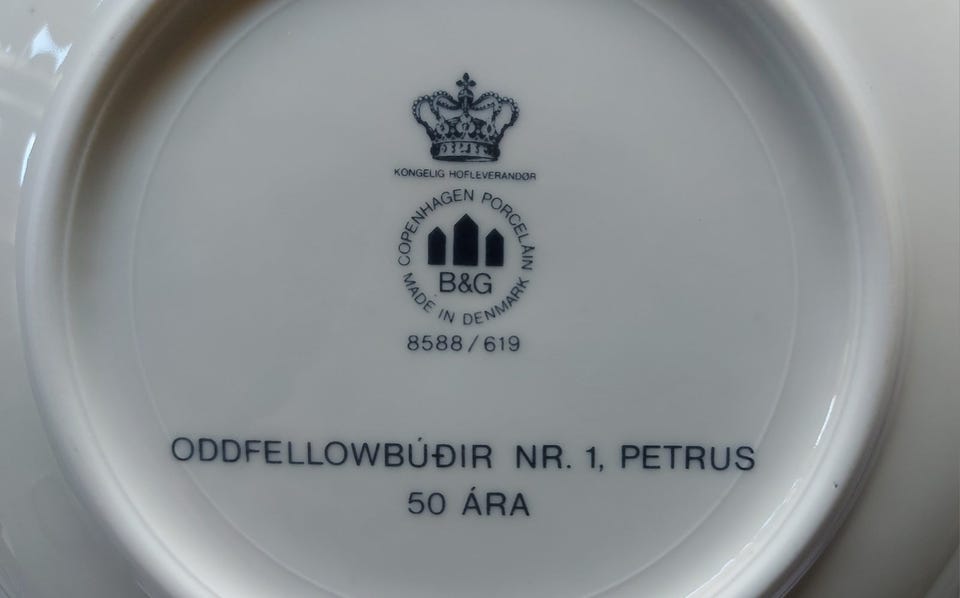 KONGELIG HOFLEVERANDØR
COPENHAGEN PORCELAIN
B&G
MADE IN DENMARK
8588/619
ODDFELLOWBÚÐIR NR. 1, PETRUS
50 ÁRA